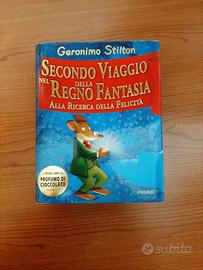 Geronimo Stilton
SECONDO VIAGGIO
NEL REGNO DELLA FANTASIA
ALLA RICERCA DELLA FELICITÀ
PROFUMO DI
CIOCCOLATO
PIEMME
subito